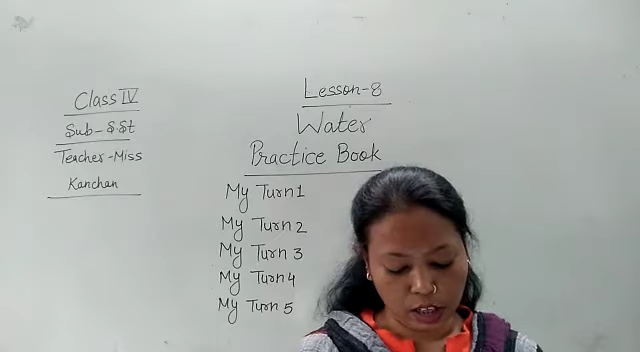 Class IV
Sub - S.St
Teacher - Miss
Kanchan
Lesson - 8
Water
Practice Book
My Turn 1
My Turn 2
My Turn 3
My Turn 4
My Turn 5